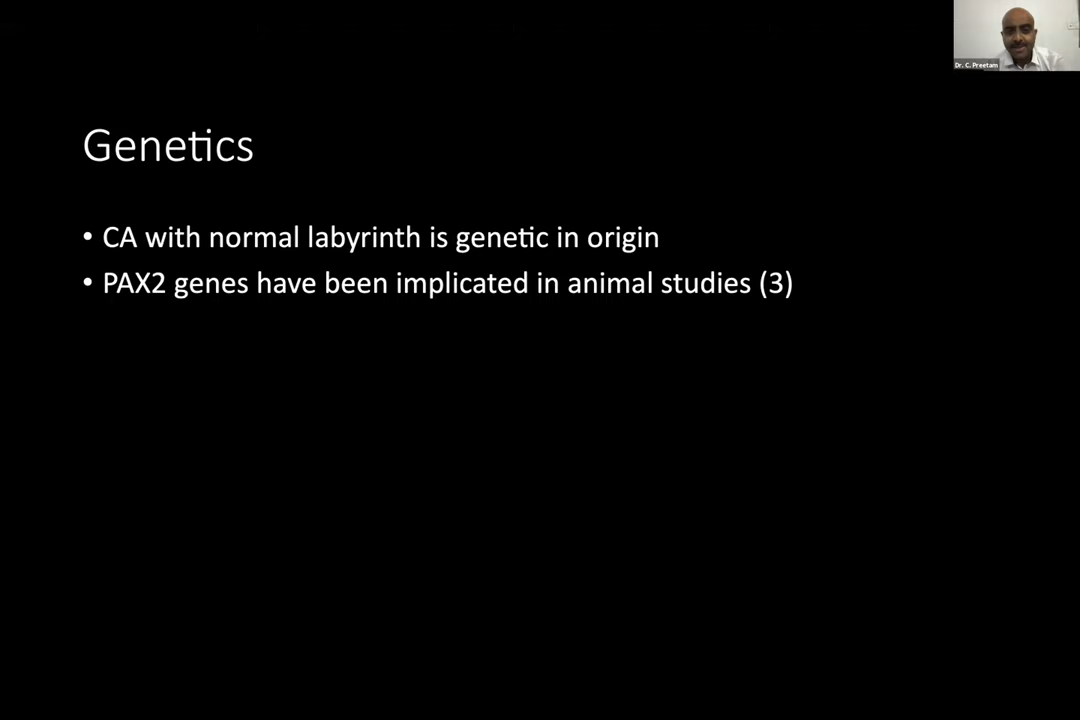 Dr. C. Preetam
Genetics
• CA with normal labyrinth is genetic in origin
• PAX2 genes have been implicated in animal studies (3)